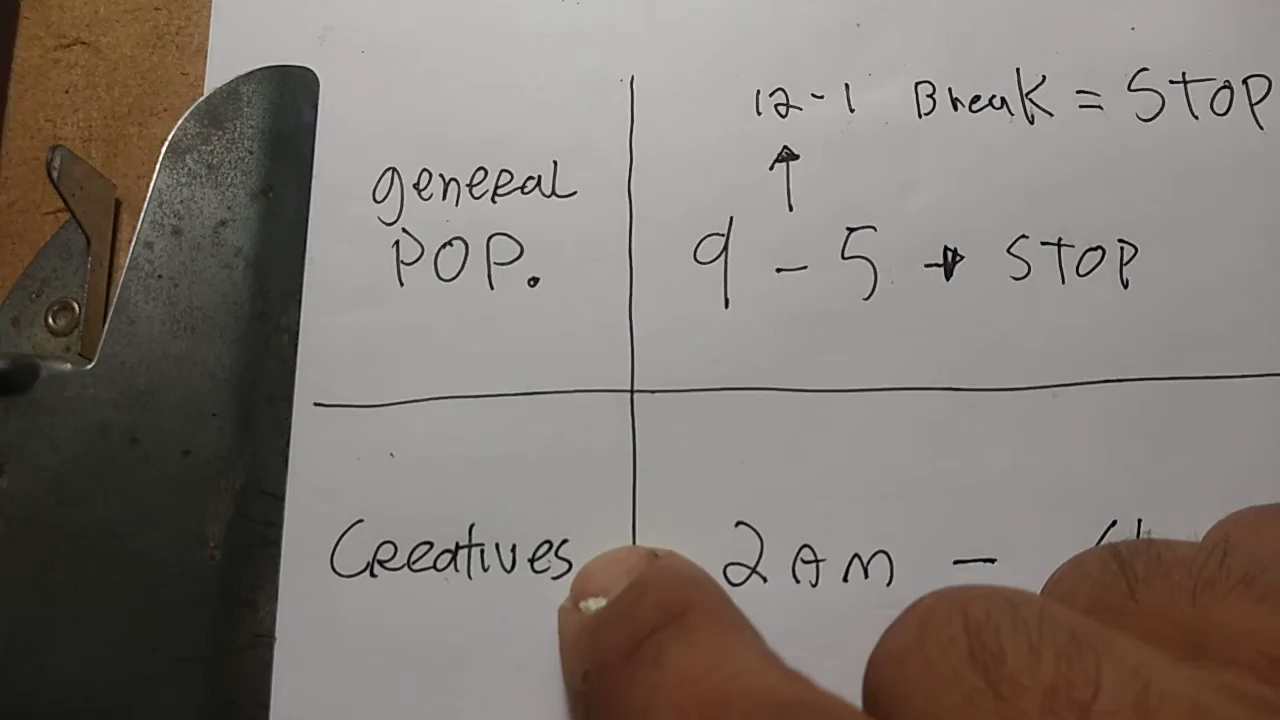 12-1 Break = STOP
general
POP.
9 - 5 → STOP
Creatives
2 AM -